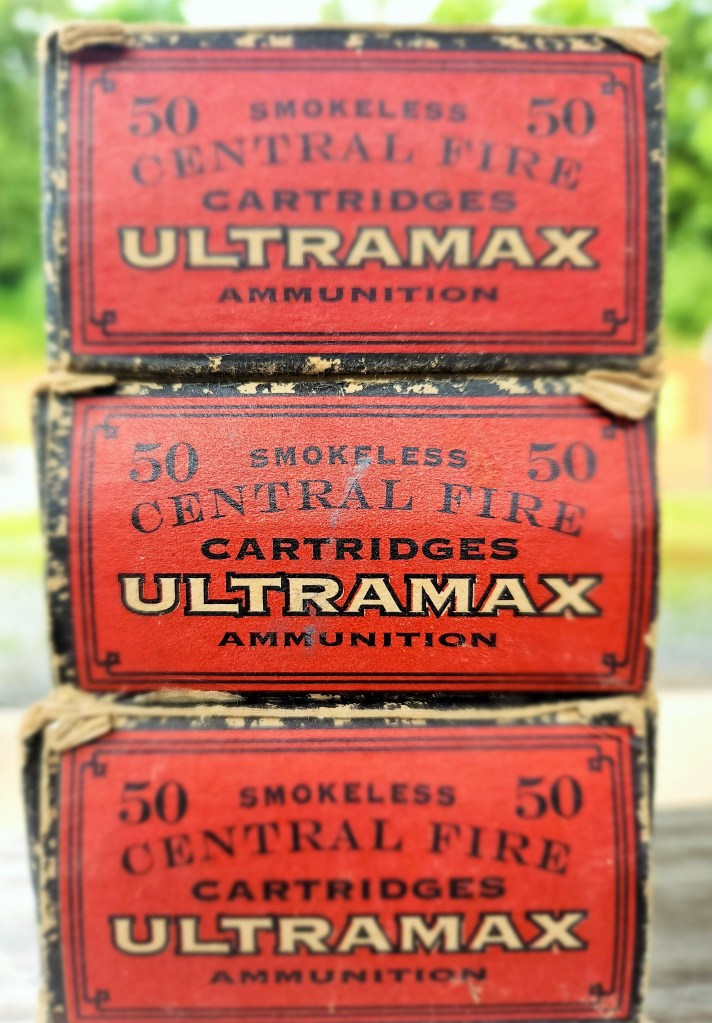 50 SMOKELESS 50
CENTRAL FIRE
CARTRIDGES
ULTRAMAX
AMMUNITION
50 SMOKELESS 50
CENTRAL FIRE
CARTRIDGES
ULTRAMAX
AMMUNITION
50 SMOKELESS 50
CENTRAL FIRE
CARTRIDGES
ULTRAMAX
AMMUNITION